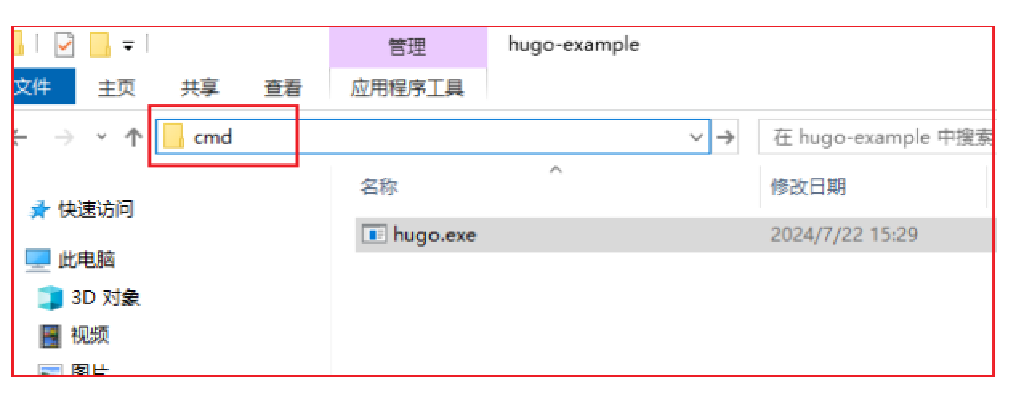 管理 hugo-example
文件 主页 共享 查看 应用程序工具
cmd 在 hugo-example 中搜索
名称 修改日期
快速访问
hugo.exe 2024/7/22 15:29
此电脑
3D 对象
视频
图片